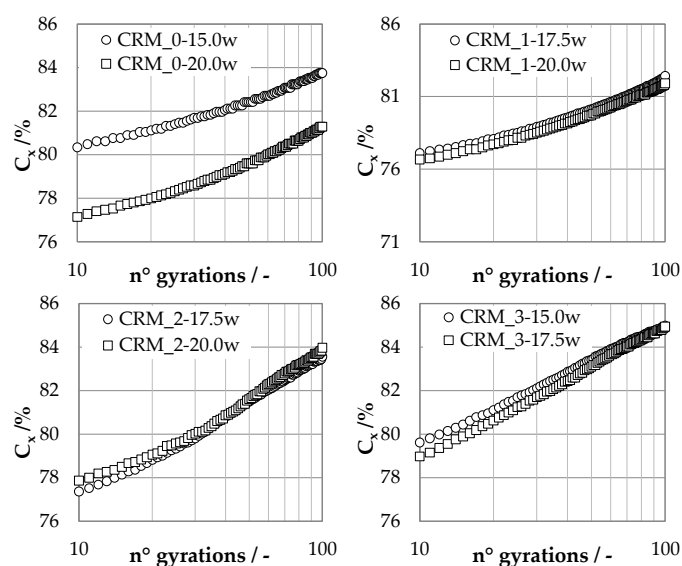 86
84
82
80
78
76
C_x /%
CRM_0-15.0w
CRM_0-20.0w
10
100
n° gyrations / -
86
81
76
71
C_x /%
CRM_1-17.5w
CRM_1-20.0w
10
100
n° gyrations / -
86
84
82
80
78
76
C_x /%
CRM_2-17.5w
CRM_2-20.0w
10
100
n° gyrations / -
86
84
82
80
78
76
C_x /%
CRM_3-15.0w
CRM_3-17.5w
10
100
n° gyrations / -